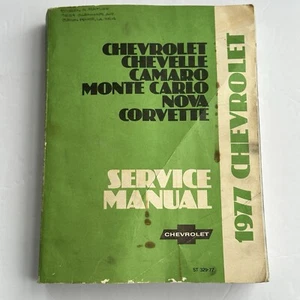 CHEVROLET
CHEVELLE
CAMARO
MONTE CARLO
NOVA
CORVETTE
SERVICE
MANUAL
CHEVROLET
1977 CHEVROLET